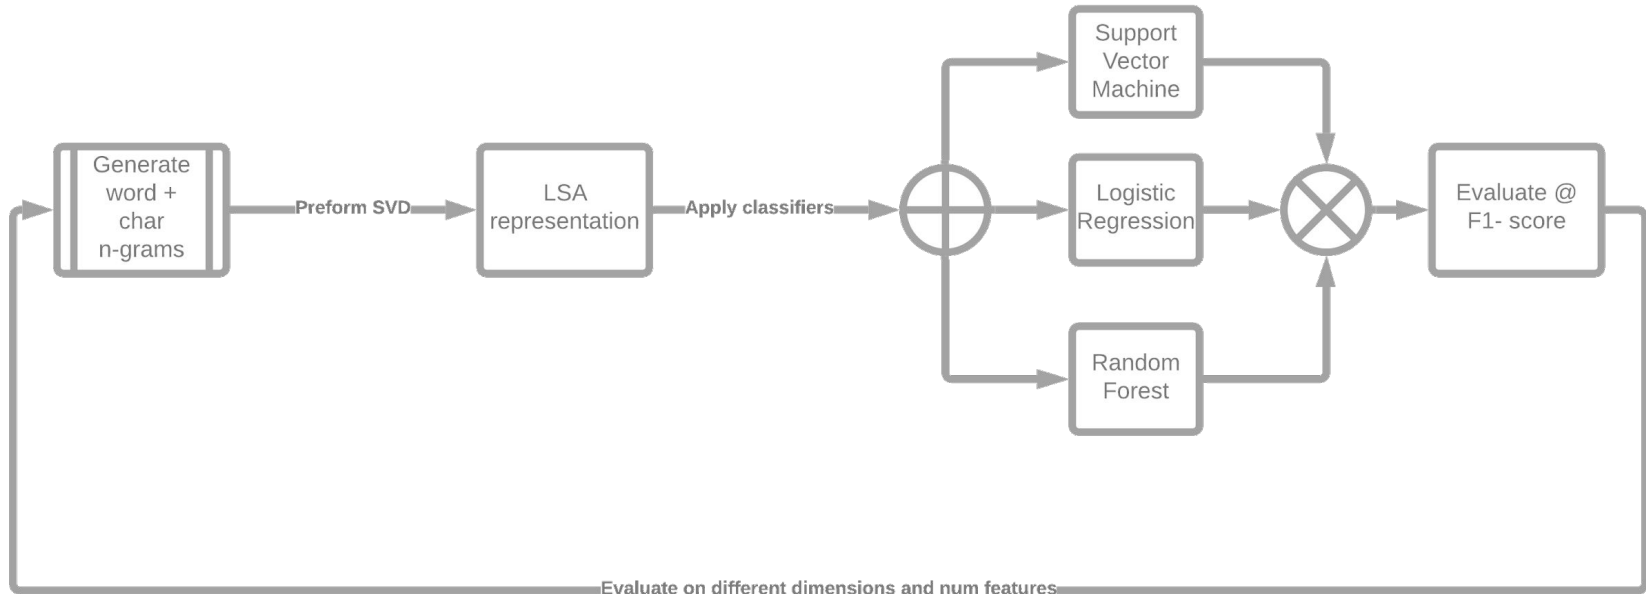 Generate
word +
char
n-grams
Preform SVD
LSA
representation
Apply classifiers
Support
Vector
Machine
Logistic
Regression
Random
Forest
Evaluate @
F1- score
Evaluate on different dimensions and num features